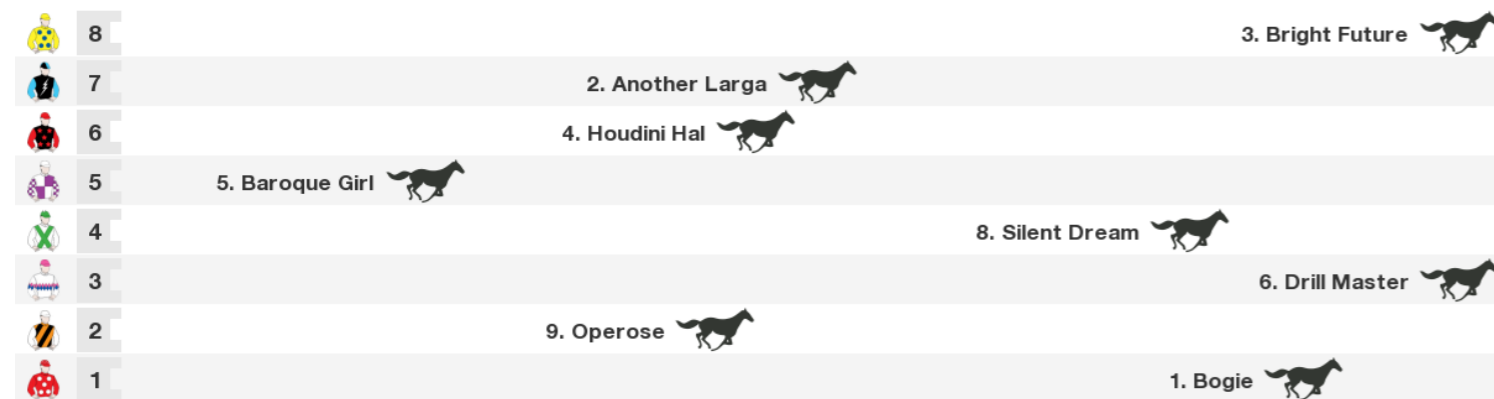 8 3. Bright Future
7 2. Another Larga
6 4. Houdini Hal
5 5. Baroque Girl
4 8. Silent Dream
3 6. Drill Master
2 9. Operose
1 1. Bogie